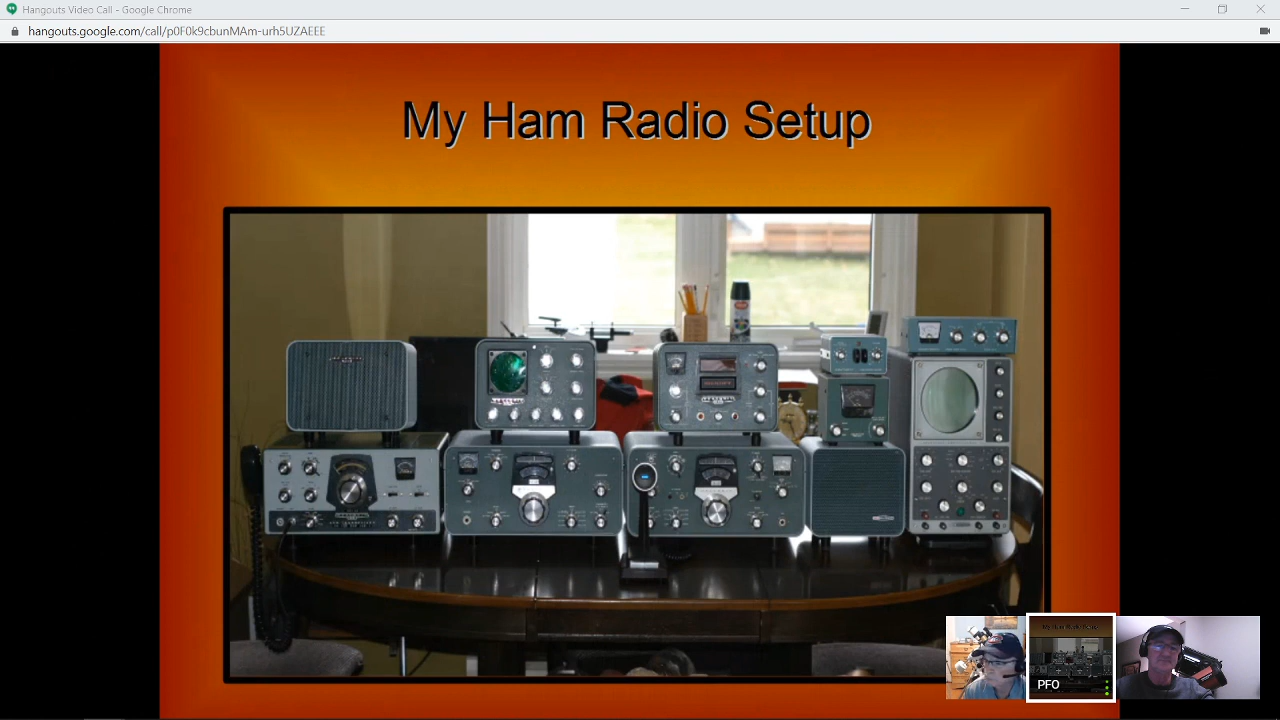 Hangouts Video Call - Google Chrome
hangouts.google.com/call/p0F0k9cbunMAm-urh5UZAEEE
My Ham Radio Setup
PFO